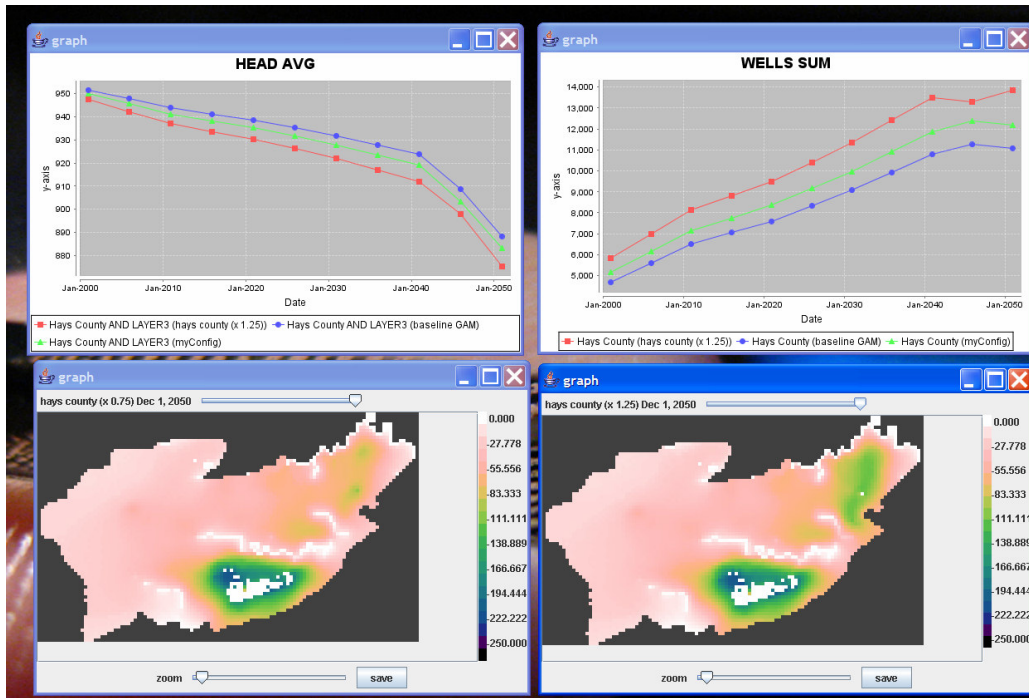 graph
HEAD AVG
y-axis
950
940
930
920
910
900
890
880
Jan-2000 Jan-2010 Jan-2020 Jan-2030 Jan-2040 Jan-2050
Date
Hays County AND LAYER3 (hays county (x 1.25)) Hays County AND LAYER3 (baseline GAM)
Hays County AND LAYER3 (myConfig)
graph
WELLS SUM
y-axis
14,000
13,000
12,000
11,000
10,000
9,000
8,000
7,000
6,000
5,000
Jan-2000 Jan-2010 Jan-2020 Jan-2030 Jan-2040 Jan-2050
Date
Hays County (hays county (x 1.25)) Hays County (baseline GAM) Hays County (myConfig)
graph
hays county (x 0.75) Dec 1, 2050
0.000
-27.778
-55.556
-83.333
-111.111
-138.889
-166.667
-194.444
-222.222
-250.000
zoom save
graph
hays county (x 1.25) Dec 1, 2050
0.000
-27.778
-55.556
-83.333
-111.111
-138.889
-166.667
-194.444
-222.222
-250.000
zoom save